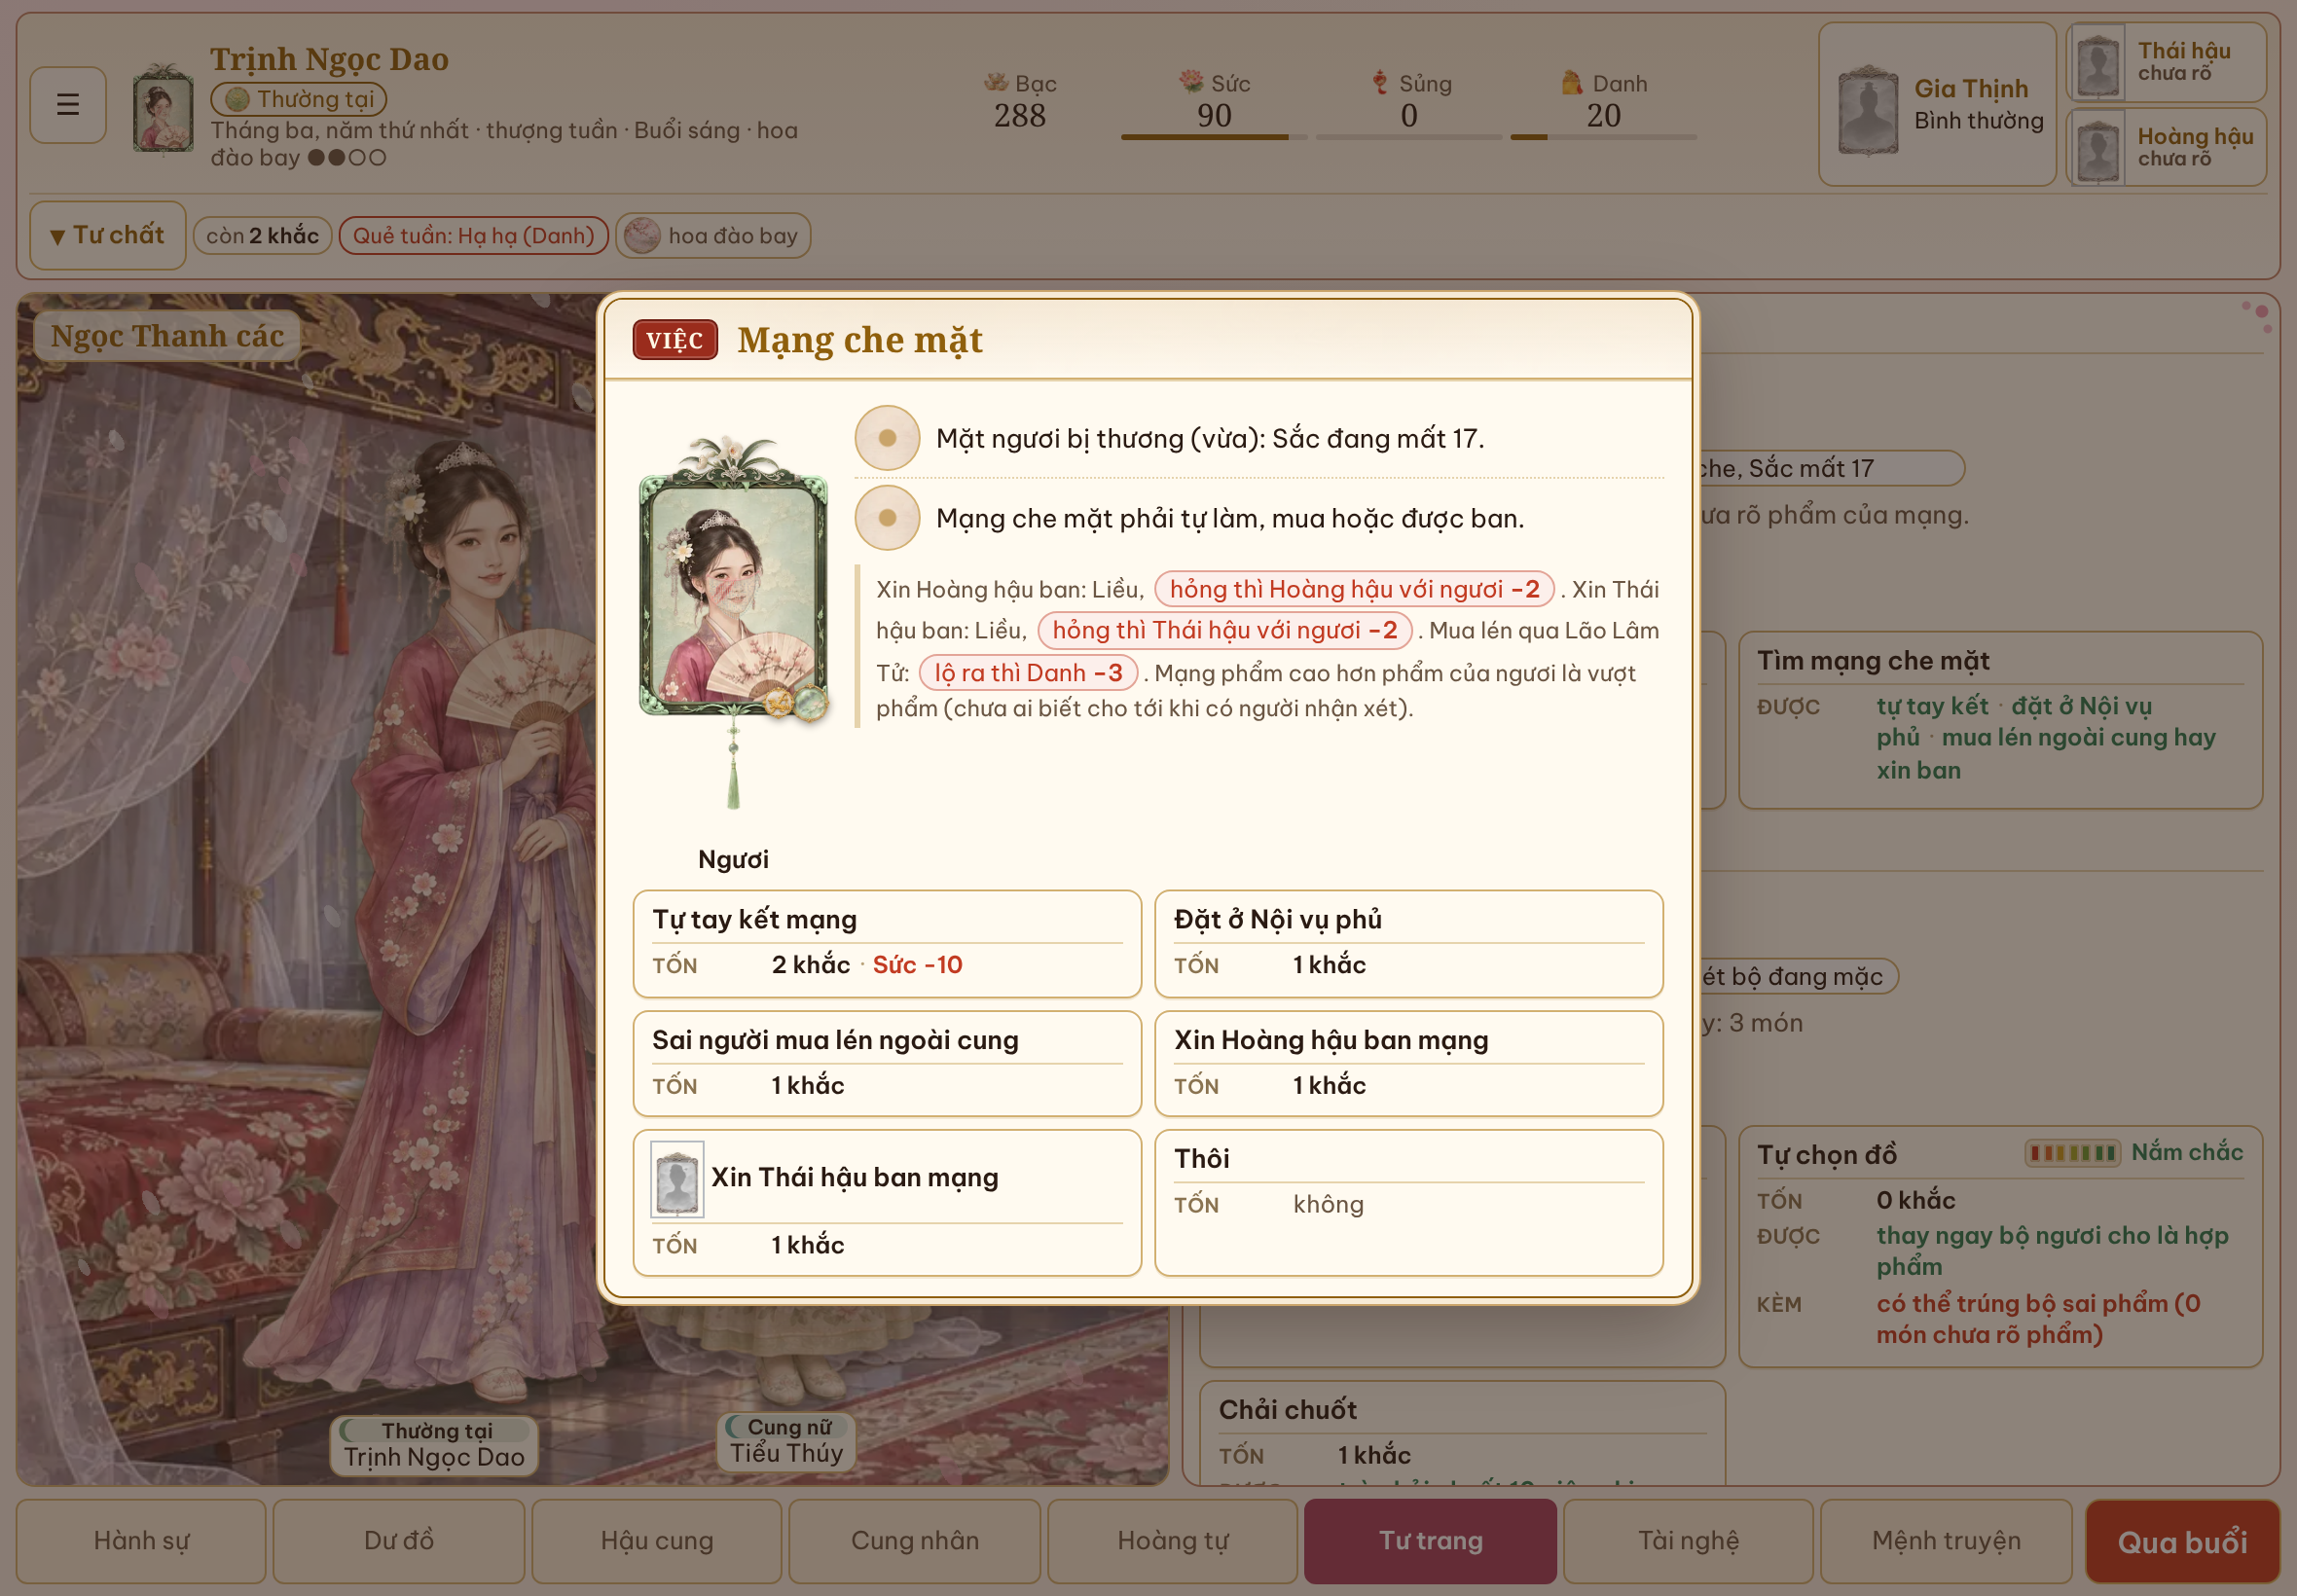 ☰
Trịnh Ngọc Dao
Thường tại
Tháng ba, năm thứ nhất · thượng tuần · Buổi sáng · hoa
đào bay ●●○○
Bạc
288
Sức
90
Sủng
0
Danh
20
Gia Thịnh
Bình thường
Thái hậu
chưa rõ
Hoàng hậu
chưa rõ
▼ Tư chất
còn 2 khắc
Quẻ tuần: Hạ hạ (Danh)
hoa đào bay
Ngọc Thanh các
VIỆC Mạng che mặt
Mặt ngươi bị thương (vừa): Sắc đang mất 17.
Mạng che mặt phải tự làm, mua hoặc được ban.
Xin Hoàng hậu ban: Liều, hỏng thì Hoàng hậu với ngươi −2 . Xin Thái
hậu ban: Liều, hỏng thì Thái hậu với ngươi −2 . Mua lén qua Lão Lâm
Tử: lộ ra thì Danh −3 . Mạng phẩm cao hơn phẩm của ngươi là vượt
phẩm (chưa ai biết cho tới khi có người nhận xét).
Ngươi
Tự tay kết mạng
TỐN 2 khắc · Sức -10
Đặt ở Nội vụ phủ
TỐN 1 khắc
Sai người mua lén ngoài cung
TỐN 1 khắc
Xin Hoàng hậu ban mạng
TỐN 1 khắc
Xin Thái hậu ban mạng
TỐN 1 khắc
Thôi
TỐN không
che, Sắc mất 17
rõ phẩm của mạng.
Tìm mạng che mặt
ĐƯỢC tự tay kết · đặt ở Nội vụ
phủ · mua lén ngoài cung hay
xin ban
bộ đang mặc
3 món
Tự chọn đồ Nắm chắc
TỐN 0 khắc
ĐƯỢC thay ngay bộ ngươi cho là hợp
phẩm
KÈM có thể trúng bộ sai phẩm (0
món chưa rõ phẩm)
Chải chuốt
TỐN 1 khắc
Thường tại
Trịnh Ngọc Dao
Cung nữ
Tiểu Thúy
Hành sự
Dư đồ
Hậu cung
Cung nhân
Hoàng tự
Tư trang
Tài nghệ
Mệnh truyện
Qua buổi